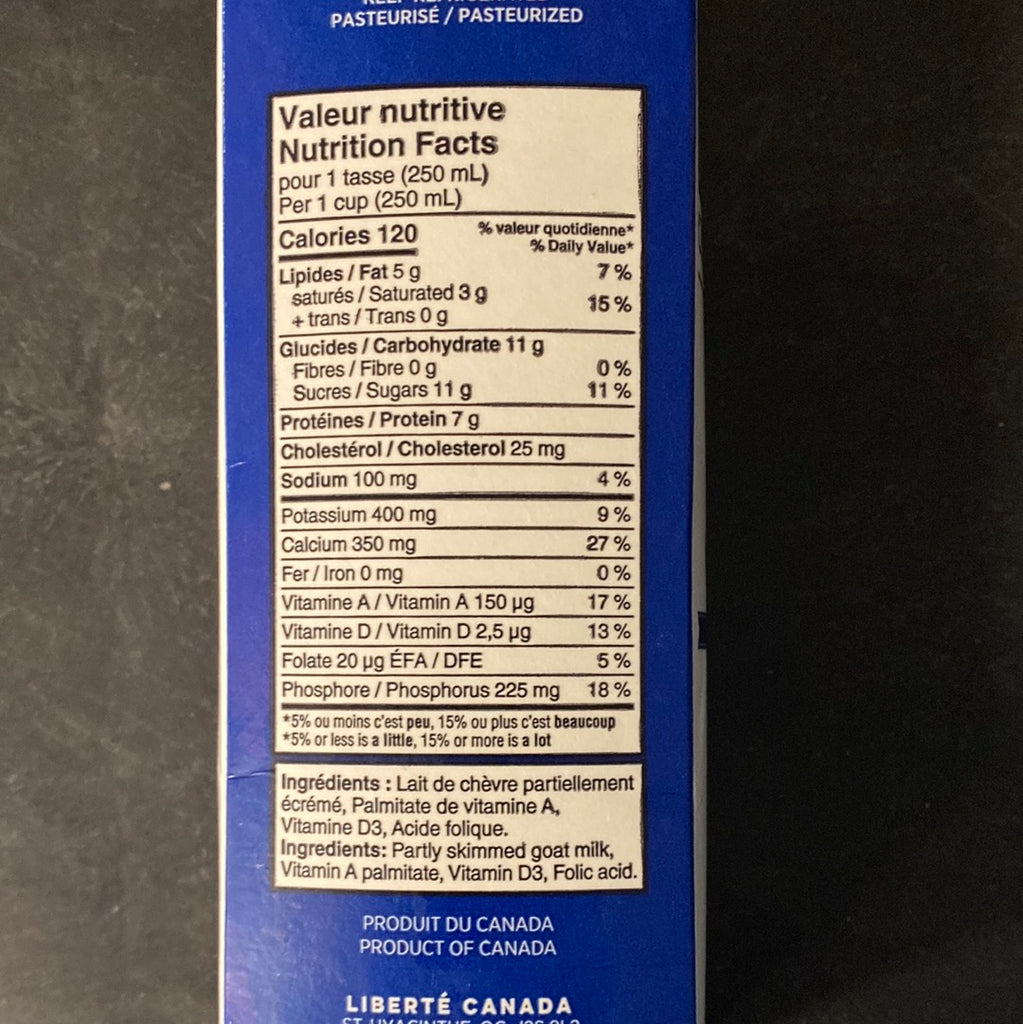 PASTEURISÉ / PASTEURIZED
Valeur nutritive
Nutrition Facts
pour 1 tasse (250 mL)
Per 1 cup (250 mL)
Calories 120
% valeur quotidienne*
% Daily Value*
Lipides / Fat 5 g 7 %
saturés / Saturated 3 g
+ trans / Trans 0 g 15 %
Glucides / Carbohydrate 11 g
Fibres / Fibre 0 g 0 %
Sucres / Sugars 11 g 11 %
Protéines / Protein 7 g
Cholestérol / Cholesterol 25 mg
Sodium 100 mg 4 %
Potassium 400 mg 9 %
Calcium 350 mg 27 %
Fer / Iron 0 mg 0 %
Vitamine A / Vitamin A 150 µg 17 %
Vitamine D / Vitamin D 2,5 µg 13 %
Folate 20 µg ÉFA / DFE 5 %
Phosphore / Phosphorus 225 mg 18 %
*5% ou moins c'est peu, 15% ou plus c'est beaucoup
*5% or less is a little, 15% or more is a lot
Ingrédients : Lait de chèvre partiellement
écrémé, Palmitate de vitamine A,
Vitamine D3, Acide folique.
Ingredients: Partly skimmed goat milk,
Vitamin A palmitate, Vitamin D3, Folic acid.
PRODUIT DU CANADA
PRODUCT OF CANADA
LIBERTÉ CANADA